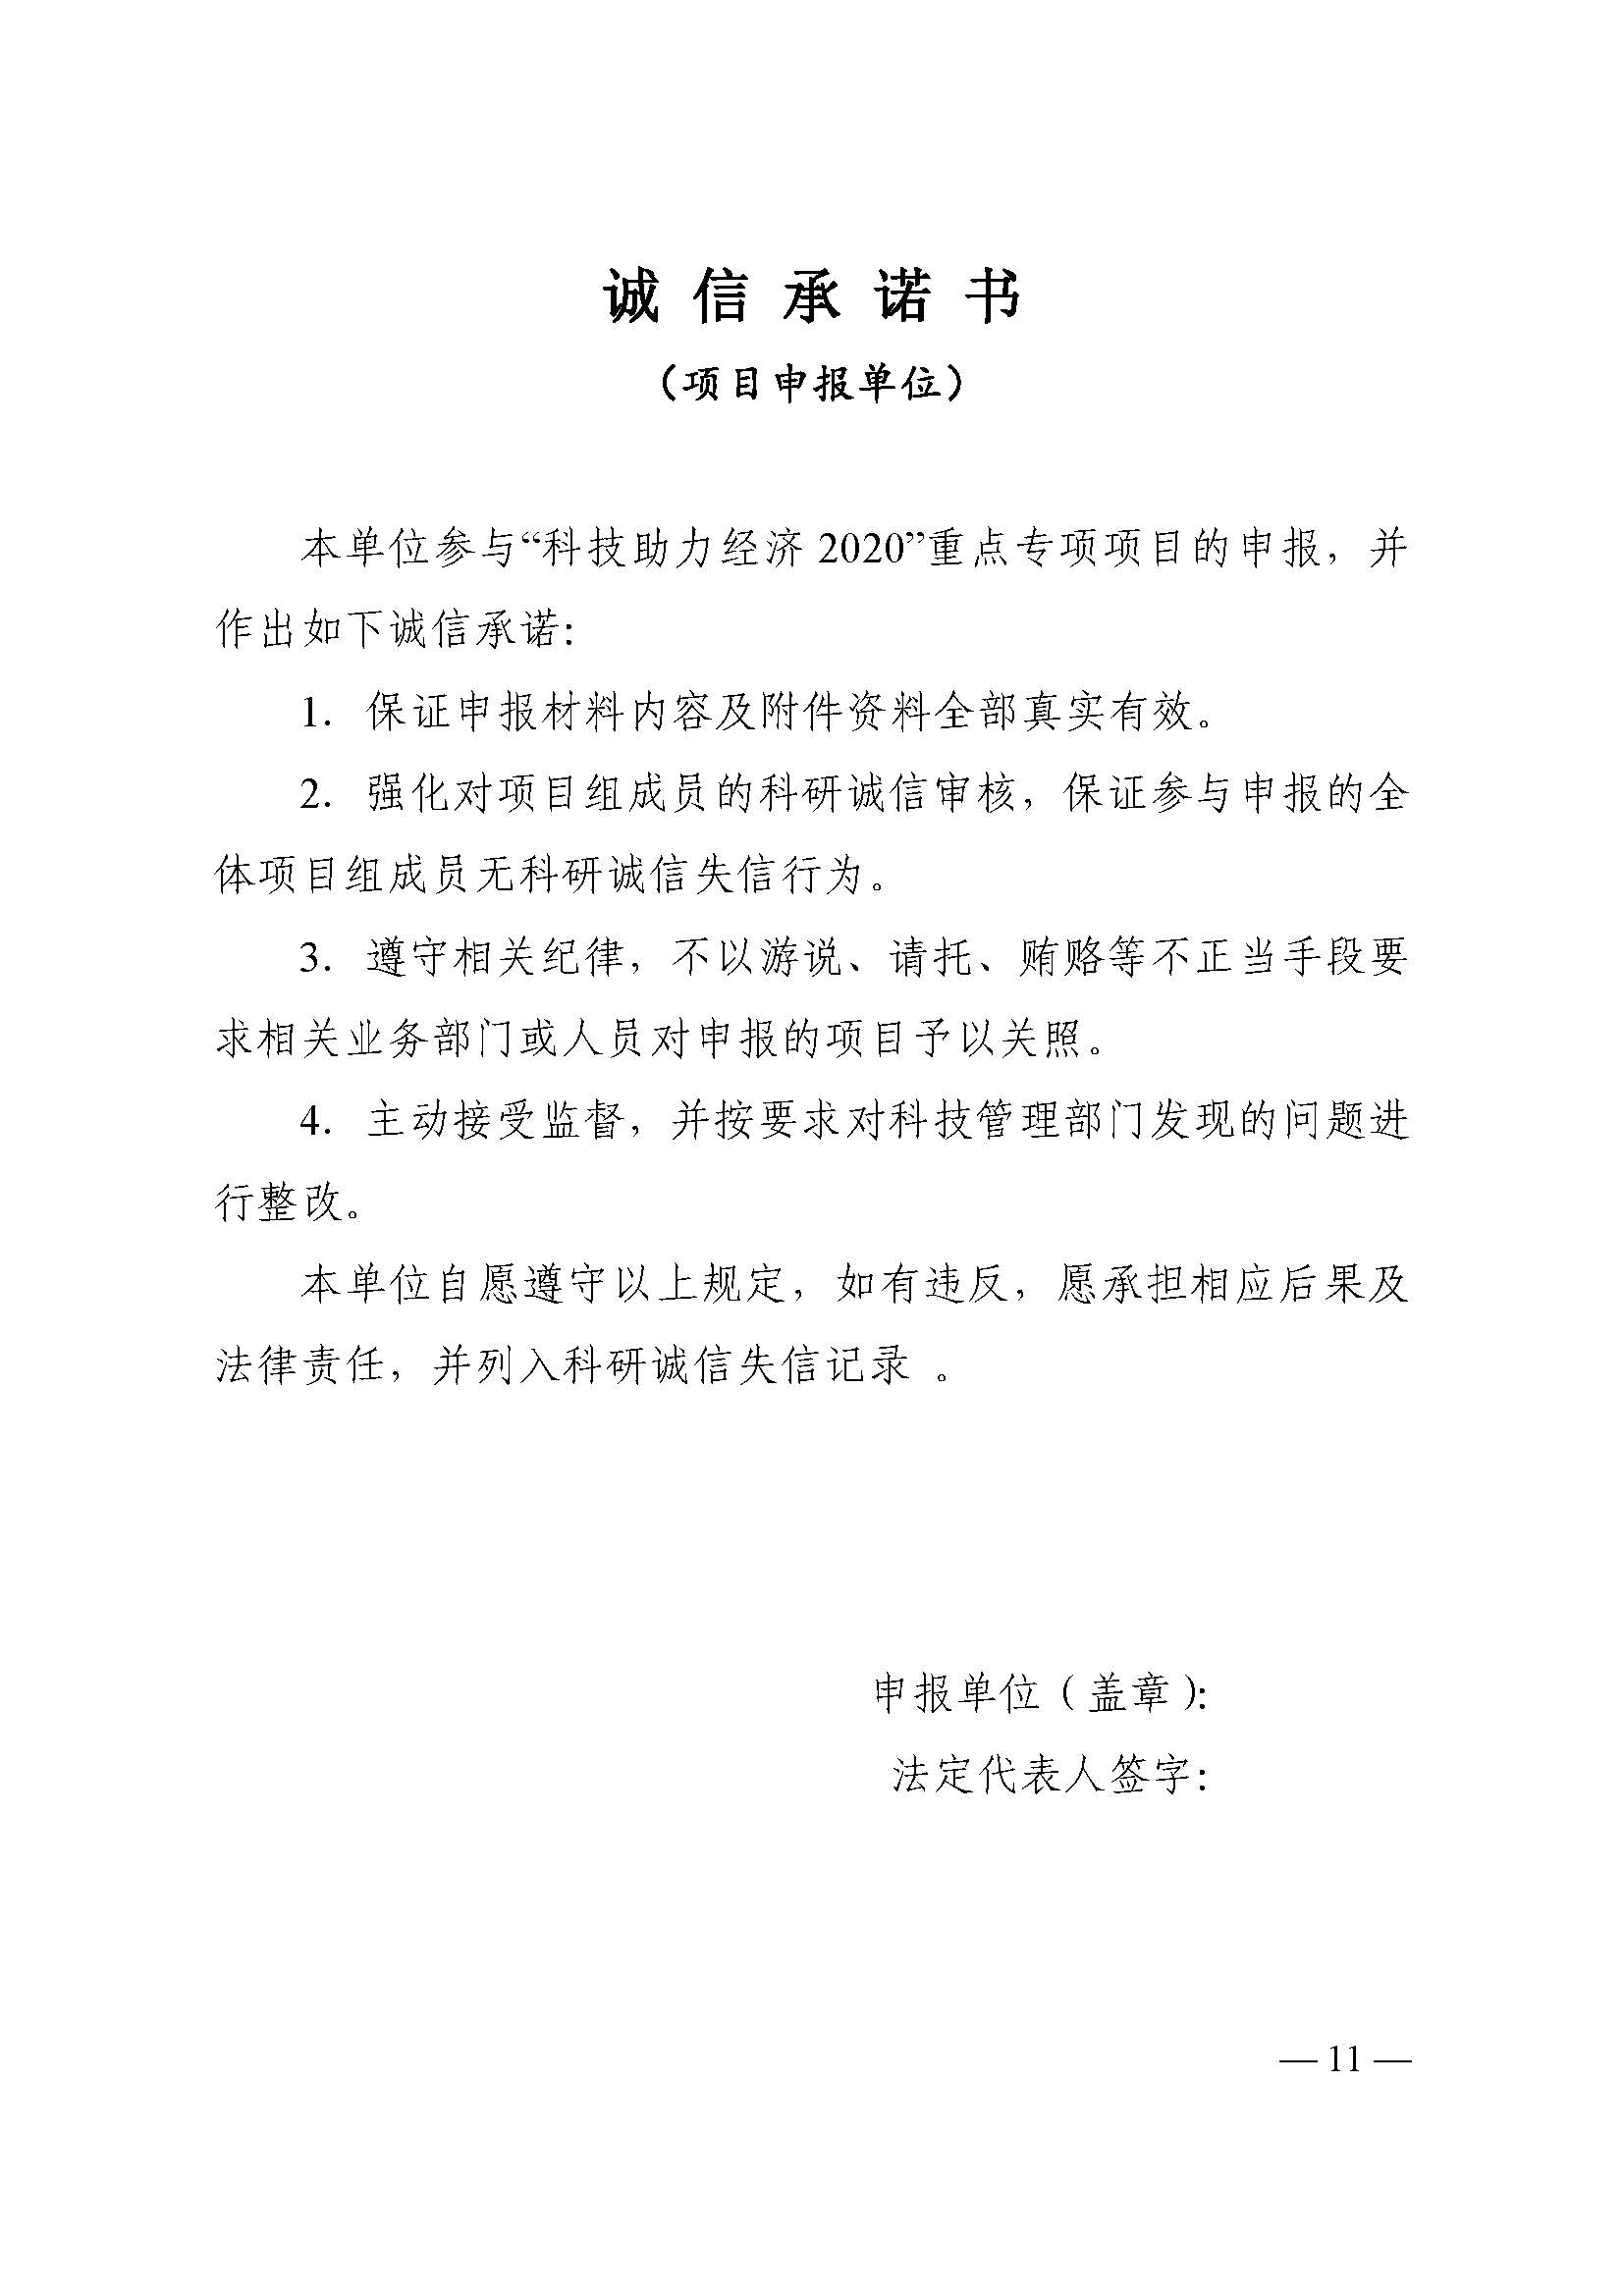 诚信承诺书
（项目申报单位）
本单位参与“科技助力经济 2020”重点专项项目的申报，并
作出如下诚信承诺：
1. 保证申报材料内容及附件资料全部真实有效。
2. 强化对项目组成员的科研诚信审核，保证参与申报的全
体项目组成员无科研诚信失信行为。
3. 遵守相关纪律，不以游说、请托、贿赂等不正当手段要
求相关业务部门或人员对申报的项目予以关照。
4. 主动接受监督，并按要求对科技管理部门发现的问题进
行整改。
本单位自愿遵守以上规定，如有违反，愿承担相应后果及
法律责任，并列入科研诚信失信记录 。
申报单位（盖章）：
法定代表人签字：
— 11 —